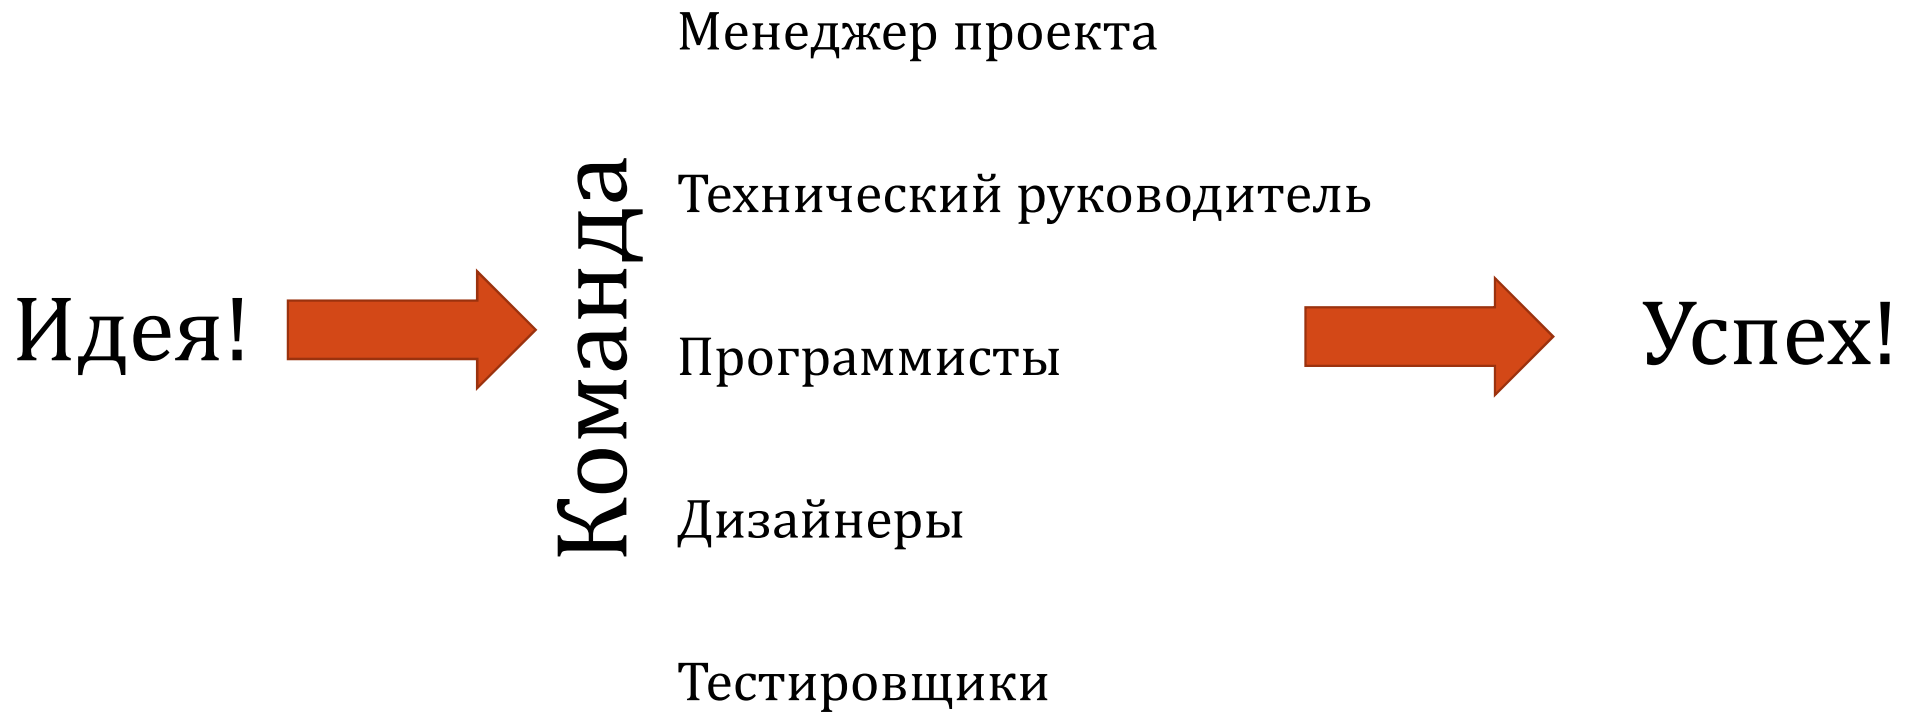 Идея!
Команда
Менеджер проекта
Технический руководитель
Программисты
Дизайнеры
Тестировщики
Успех!